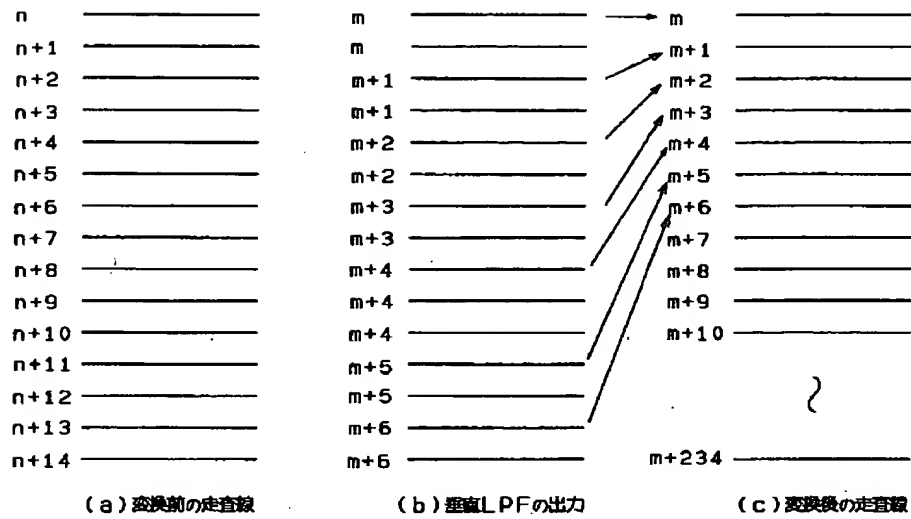 n
n+1
n+2
n+3
n+4
n+5
n+6
n+7
n+8
n+9
n+10
n+11
n+12
n+13
n+14
(a)変換前の走査線
m
m
m+1
m+1
m+2
m+2
m+3
m+3
m+4
m+4
m+4
m+5
m+5
m+6
m+6
(b)垂直LPFの出力
m
m+1
m+2
m+3
m+4
m+5
m+6
m+7
m+8
m+9
m+10
m+234
(c)変換後の走査線